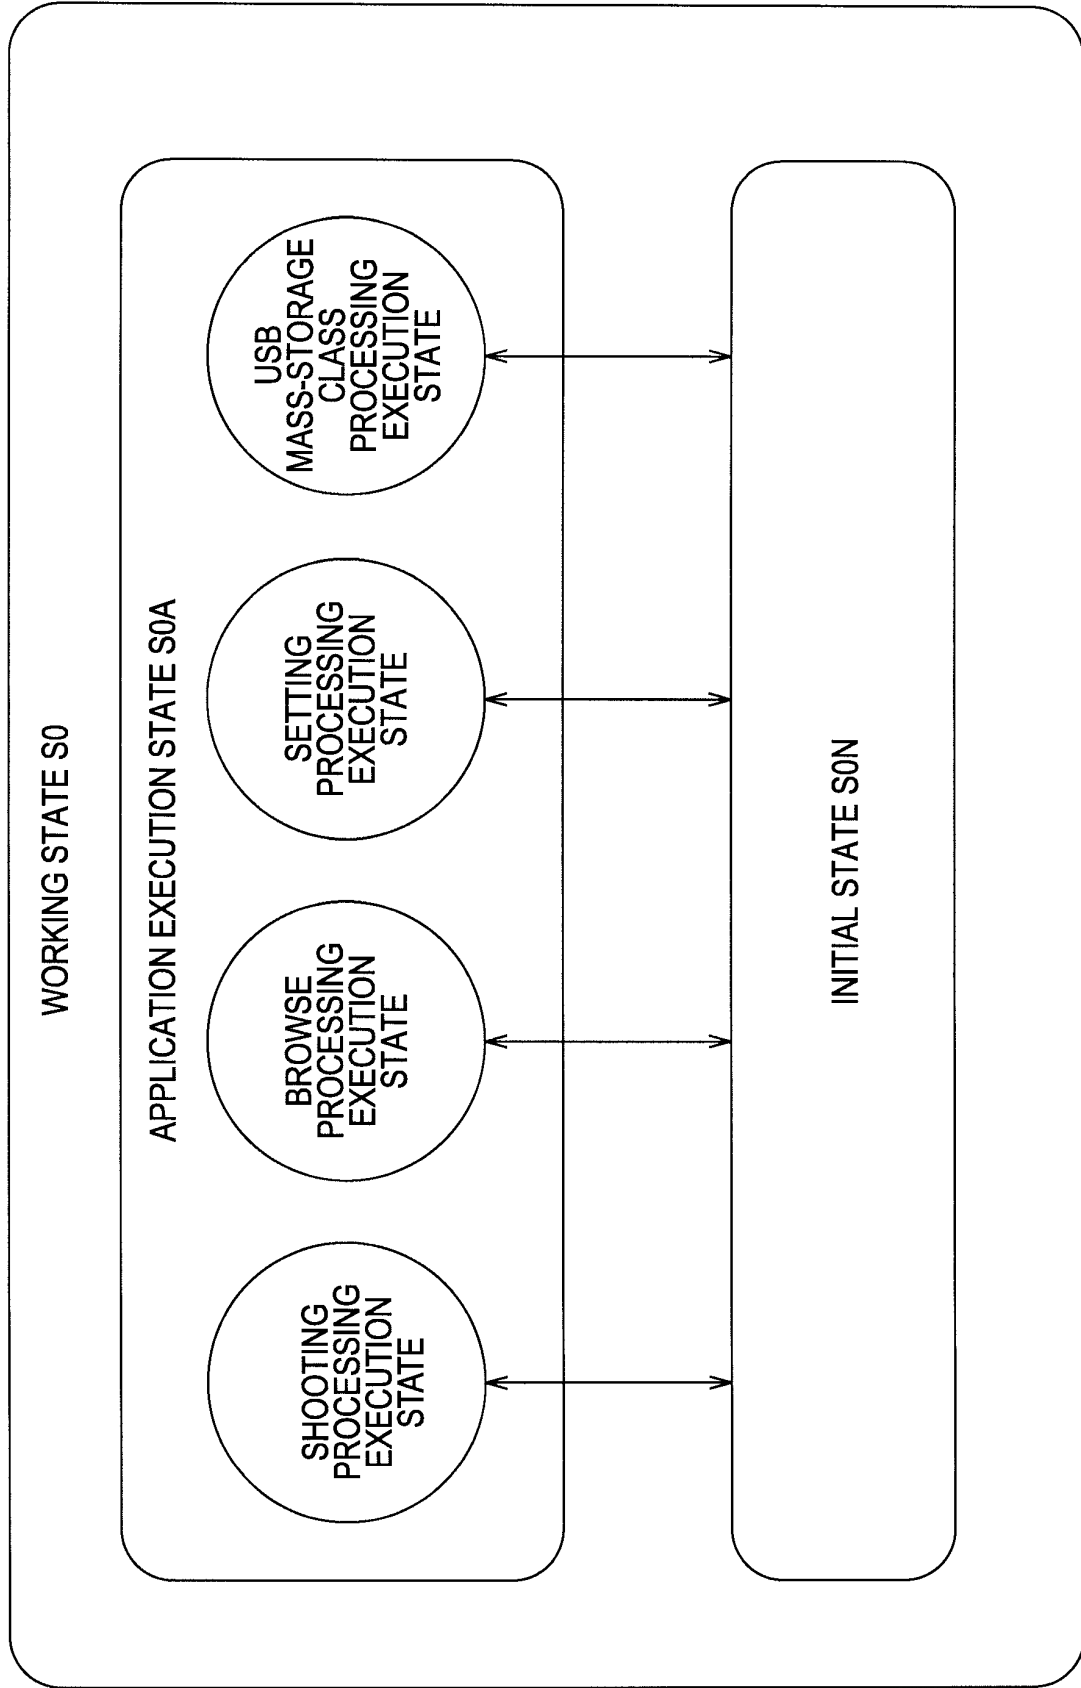 WORKING STATE S0
APPLICATION EXECUTION STATE S0A
SHOOTING
PROCESSING
EXECUTION
STATE
BROWSE
PROCESSING
EXECUTION
STATE
SETTING
PROCESSING
EXECUTION
STATE
USB
MASS-STORAGE
CLASS
PROCESSING
EXECUTION
STATE
INITIAL STATE S0N